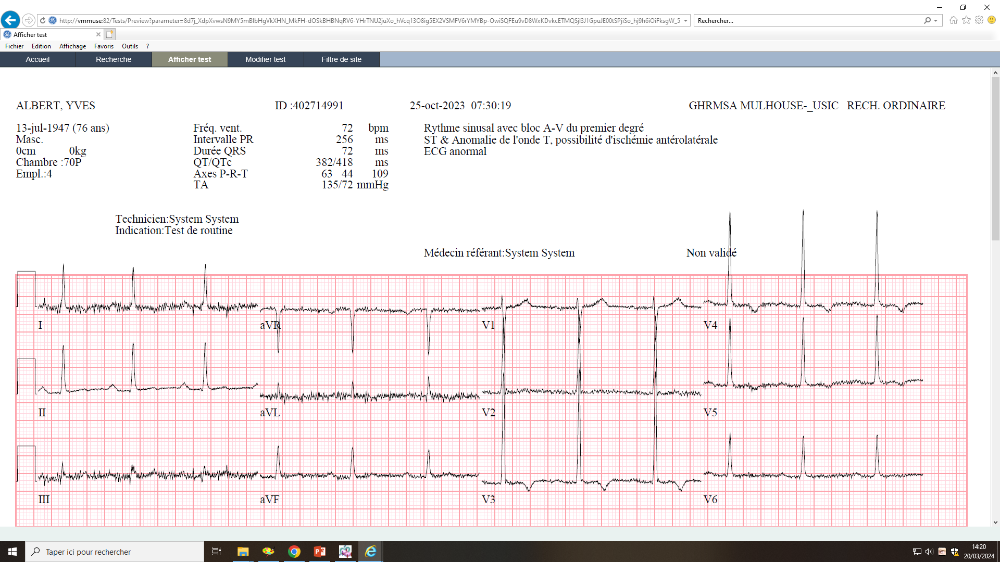 http://vmmuse:82/Tests/Preview?parameter=
Rechercher...
Afficher test
Fichier Edition Affichage Favoris Outils ?
Accueil Recherche Afficher test Modifier test Filtre de site
ALBERT, YVES ID :402714991 25-oct-2023 07:30:19 GHRMSA MULHOUSE-_USIC RECH. ORDINAIRE
13-jul-1947 (76 ans) Fréq. vent. 72 bpm Rythme sinusal avec bloc A-V du premier degré
Masc. Intervalle PR 256 ms ST & Anomalie de l'onde T, possibilité d'ischémie antérolatérale
0cm 0kg Durée QRS 72 ms ECG anormal
Chambre :70P QT/QTc 382/418 ms
Empl.:4 Axes P-R-T 63 44 109
TA 135/72 mmHg
Technicien:System System
Indication:Test de routine
Médecin référant:System System Non validé
I aVR V1 V4
II aVL V2 V5
III aVF V3 V6
Taper ici pour rechercher
14:20
20/03/2024